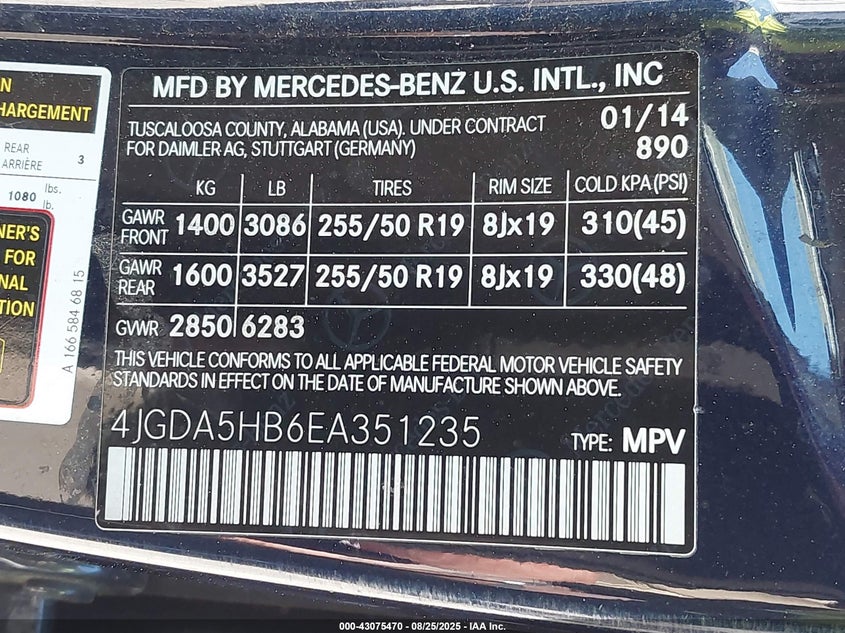 N
HARGEMENT
REAR
ARRIÈRE 3
1080 lbs.
lb.
NER'S
FOR
NAL
TION
A 166 584 68 15
MFD BY MERCEDES-BENZ U.S. INTL., INC
TUSCALOOSA COUNTY, ALABAMA (USA). UNDER CONTRACT 01/14
FOR DAIMLER AG, STUTTGART (GERMANY) 890
KG LB TIRES RIM SIZE COLD KPA (PSI)
GAWR
FRONT 1400 3086 255/50 R19 8Jx19 310(45)
GAWR
REAR 1600 3527 255/50 R19 8Jx19 330(48)
GVWR 2850 6283
THIS VEHICLE CONFORMS TO ALL APPLICABLE FEDERAL MOTOR VEHICLE SAFETY
STANDARDS IN EFFECT ON THE DATE OF MANUFACTURE SHOWN ABOVE.
4JGDA5HB6EA351235 TYPE: MPV
000-43075470 - 08/25/2025 - IAA Inc.